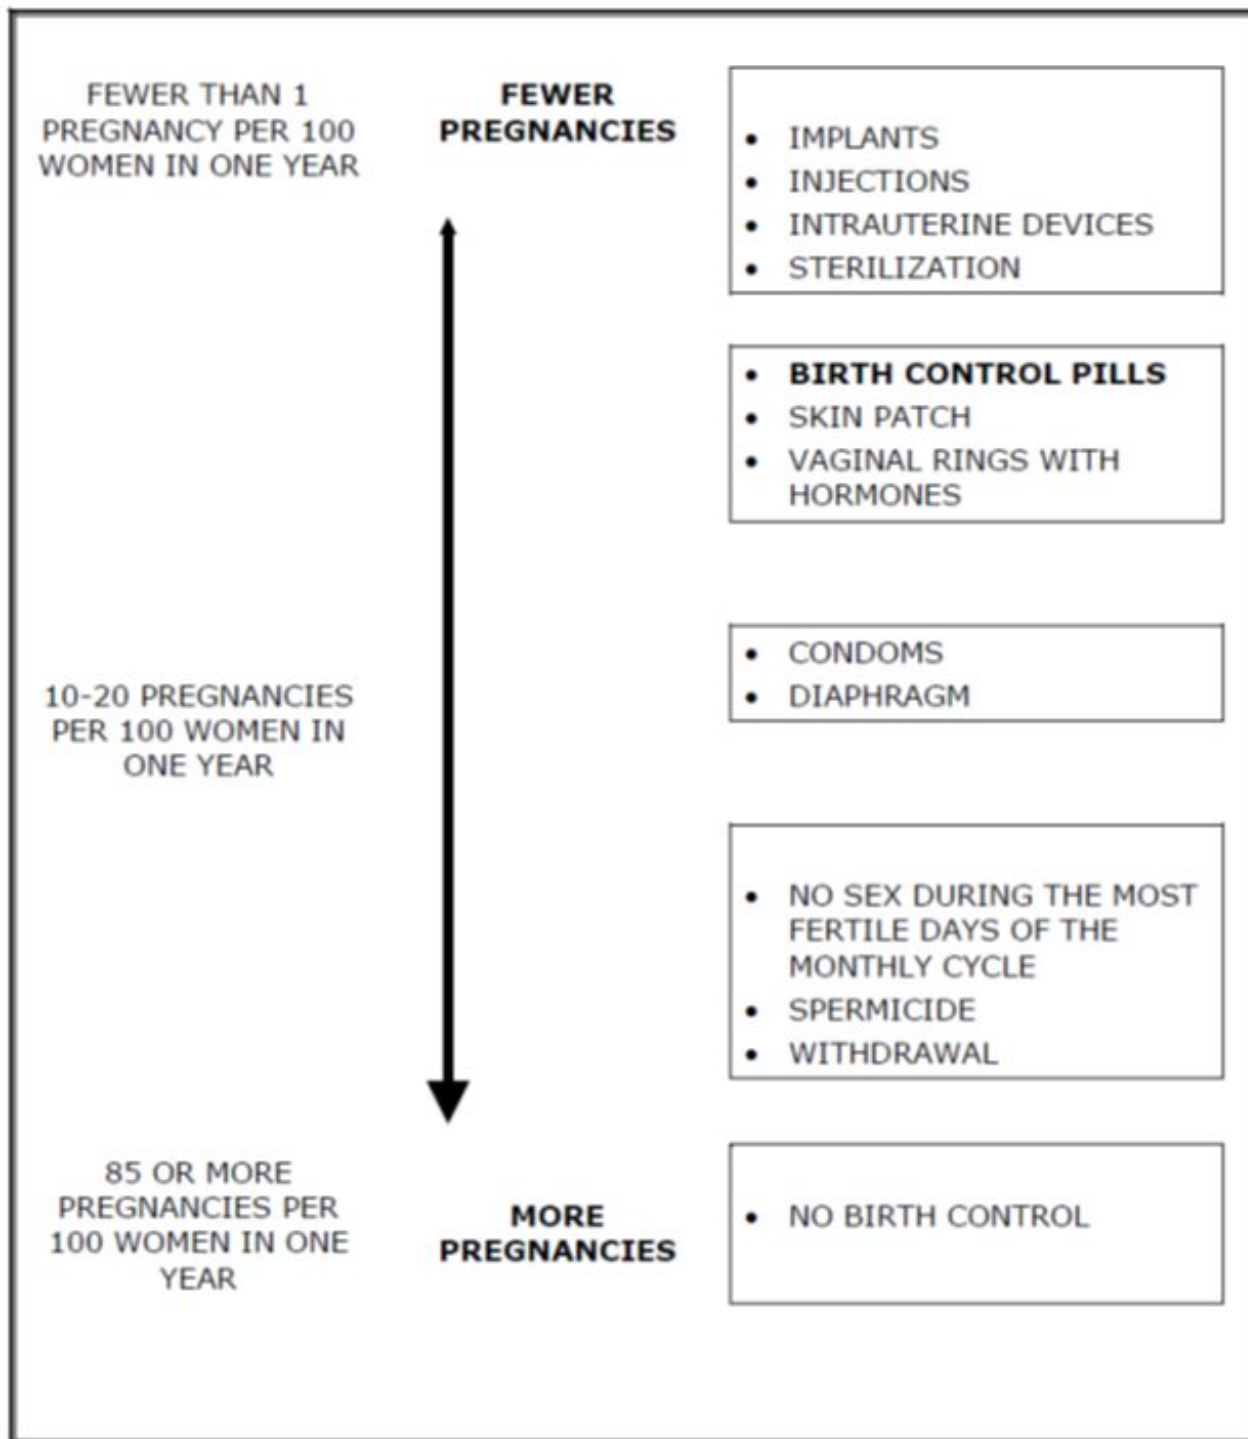 FEWER THAN 1
PREGNANCY PER 100
WOMEN IN ONE YEAR
FEWER
PREGNANCIES
• IMPLANTS
• INJECTIONS
• INTRAUTERINE DEVICES
• STERILIZATION
• BIRTH CONTROL PILLS
• SKIN PATCH
• VAGINAL RINGS WITH
HORMONES
10-20 PREGNANCIES
PER 100 WOMEN IN
ONE YEAR
• CONDOMS
• DIAPHRAGM
• NO SEX DURING THE MOST
FERTILE DAYS OF THE
MONTHLY CYCLE
• SPERMICIDE
• WITHDRAWAL
85 OR MORE
PREGNANCIES PER
100 WOMEN IN ONE
YEAR
MORE
PREGNANCIES
• NO BIRTH CONTROL